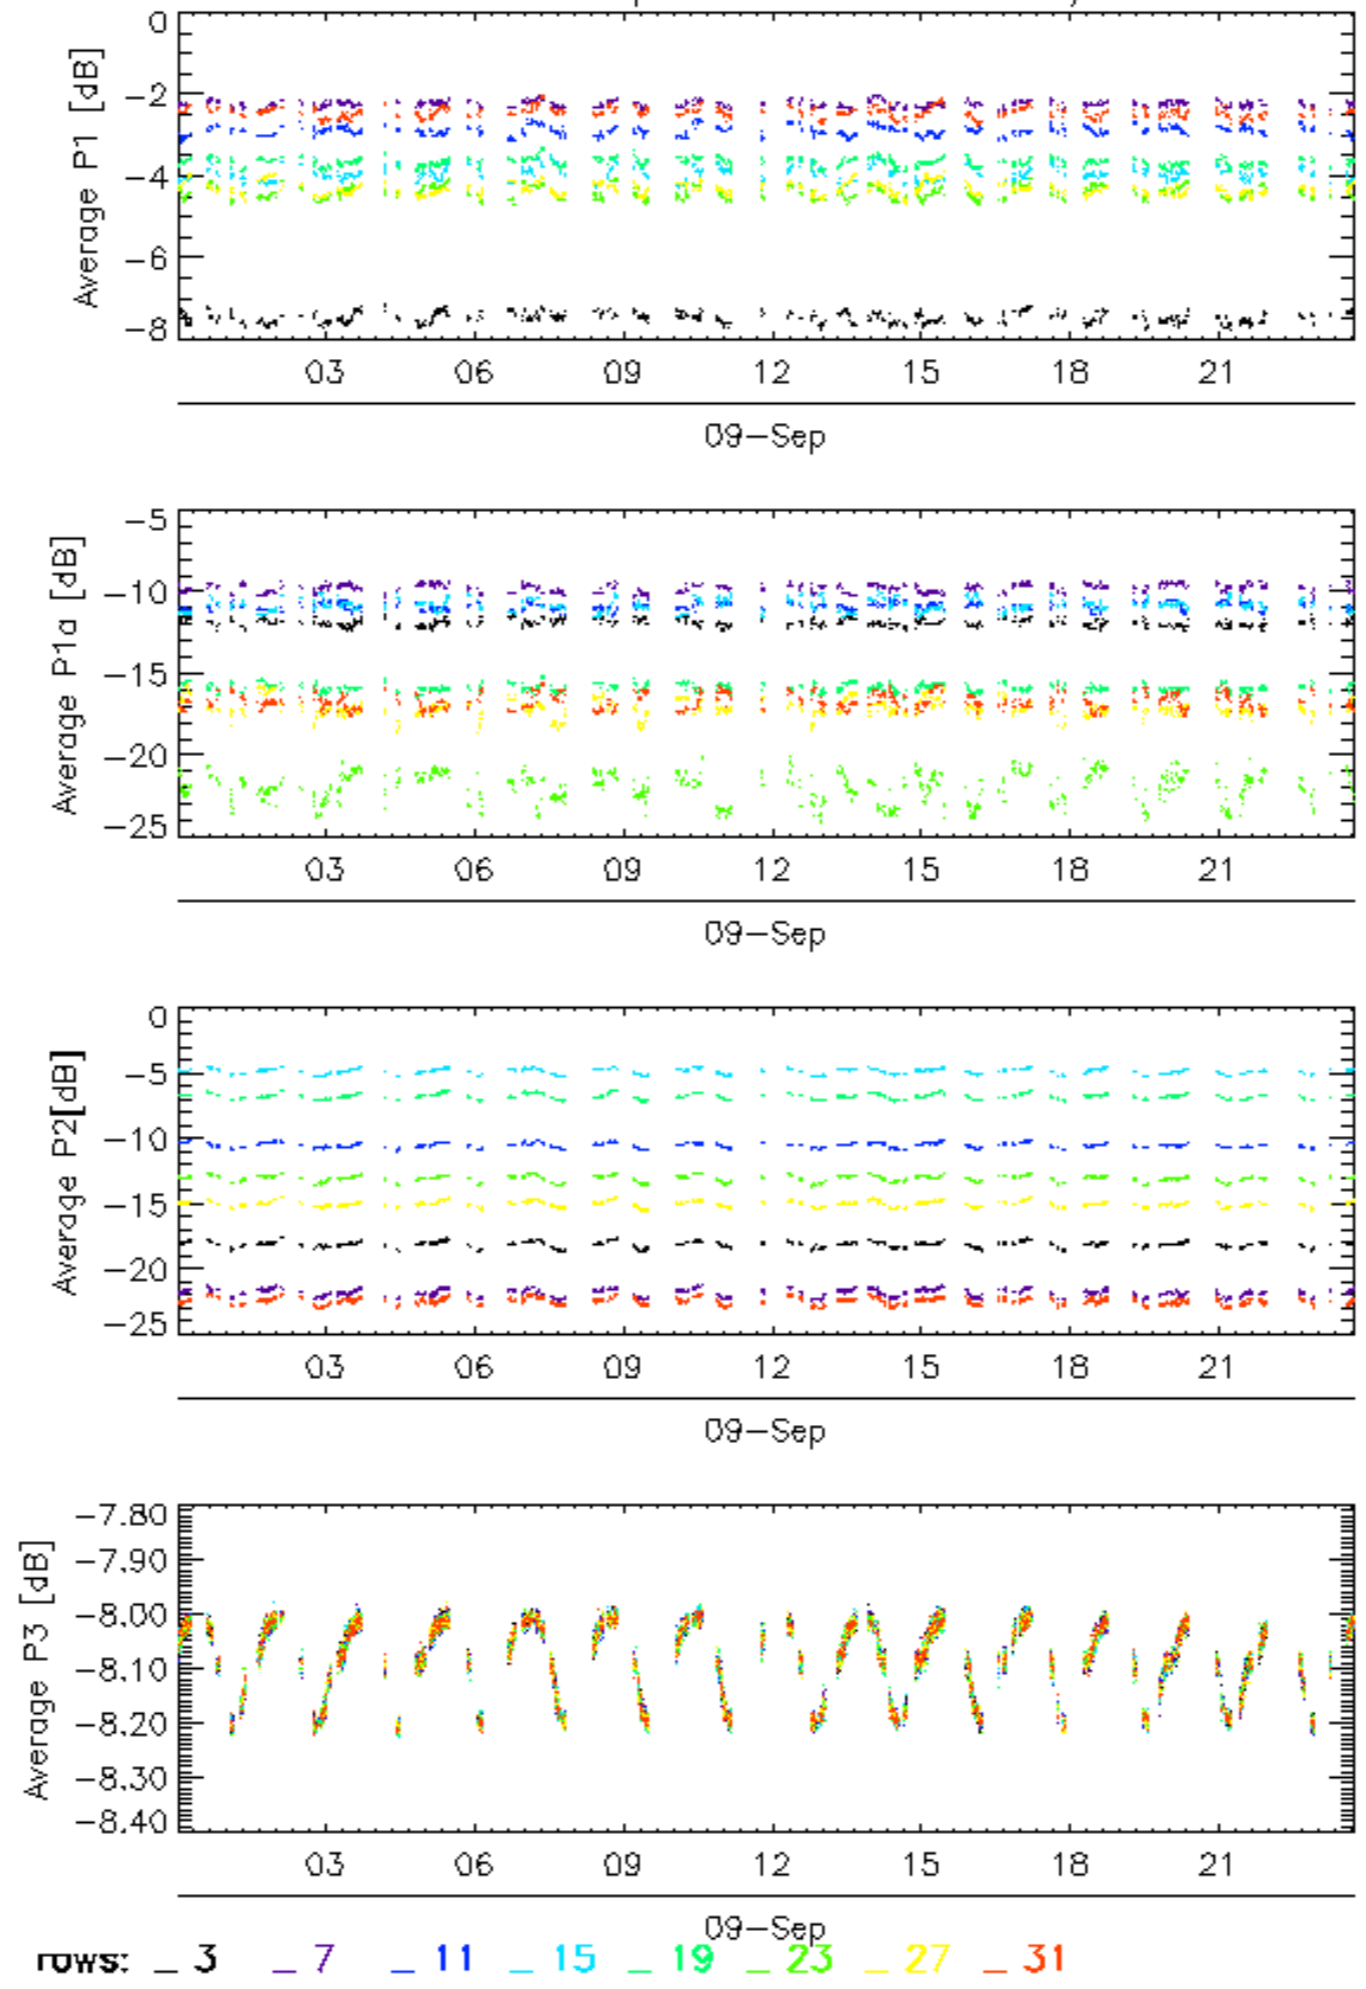 Average P1 [dB]
0
−2
−4
−6
−8
03 06 09 12 15 18 21
09−Sep
Average P1a [dB]
−5
−10
−15
−20
−25
03 06 09 12 15 18 21
09−Sep
Average P2[dB]
0
−5
−10
−15
−20
−25
03 06 09 12 15 18 21
09−Sep
Average P3 [dB]
−7.80
−7.90
−8.00
−8.10
−8.20
−8.30
−8.40
03 06 09 12 15 18 21
09−Sep
rows: _ 3 _ 7 _ 11 _ 15 _ 19 _ 23 _ 27 _ 31